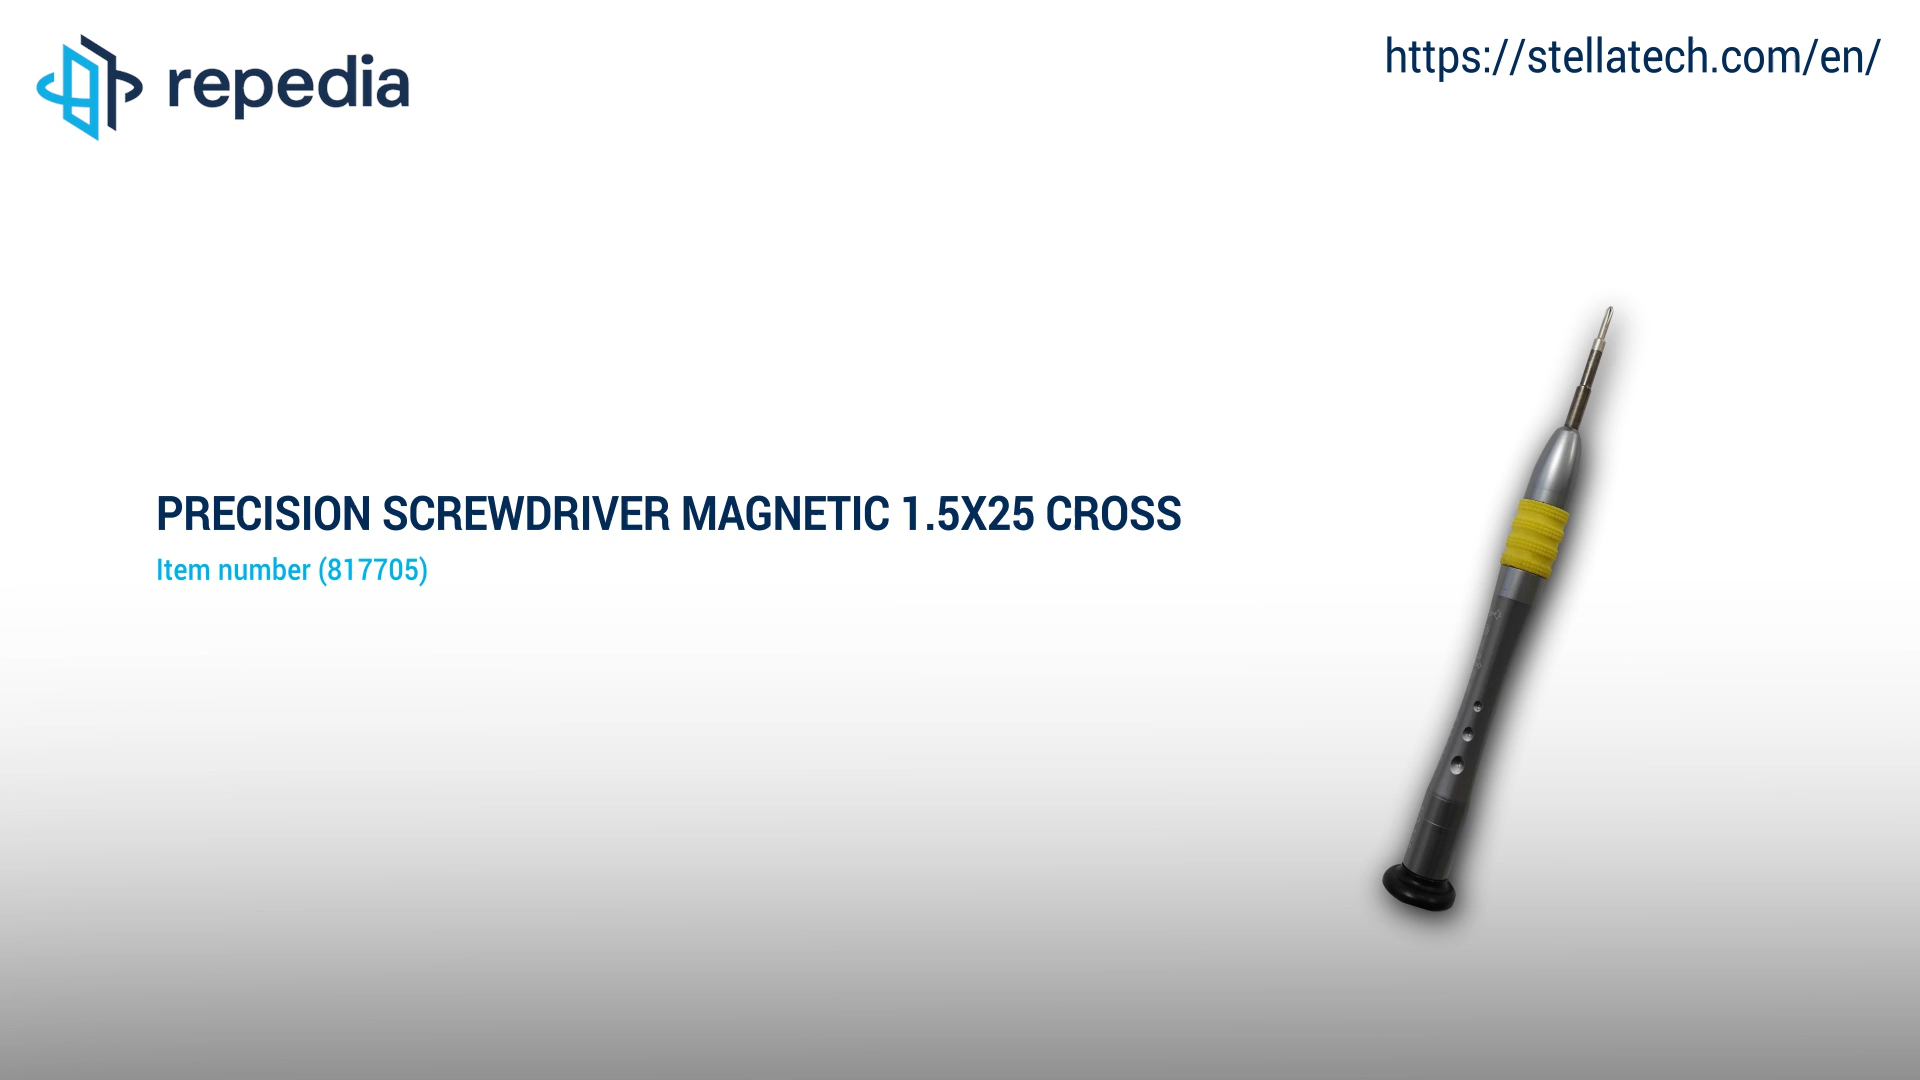 repedia
https://stellatech.com/en/
PRECISION SCREWDRIVER MAGNETIC 1.5X25 CROSS
Item number (817705)